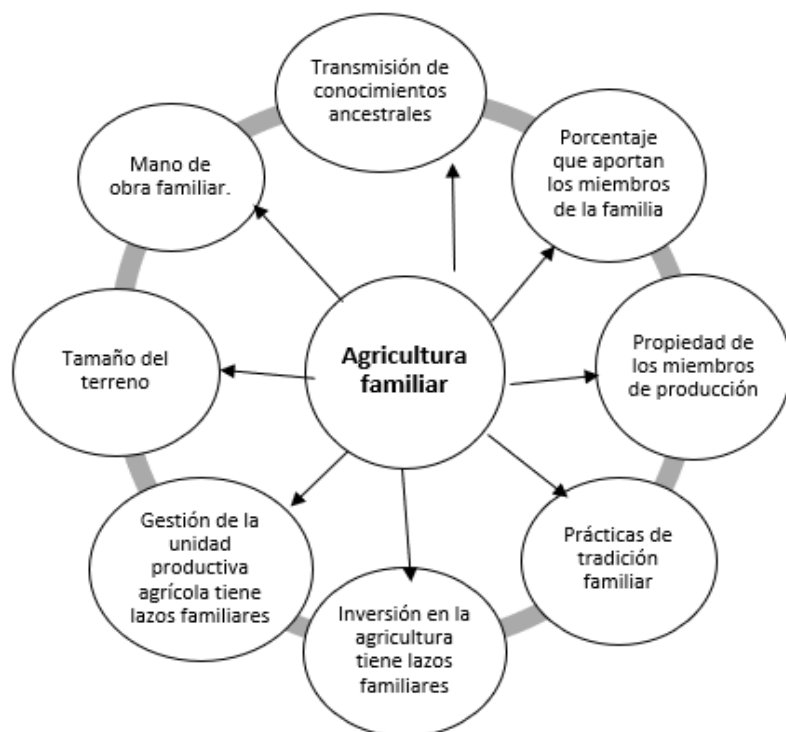 Transmisión de
conocimientos
ancestrales
Porcentaje
que aportan
los miembros
de la familia
Propiedad de
los miembros
de producción
Prácticas de
tradición
familiar
Inversión en la
agricultura
tiene lazos
familiares
Gestión de la
unidad
productiva
agrícola tiene
lazos familiares
Tamaño del
terreno
Mano de
obra familiar.
Agricultura
familiar